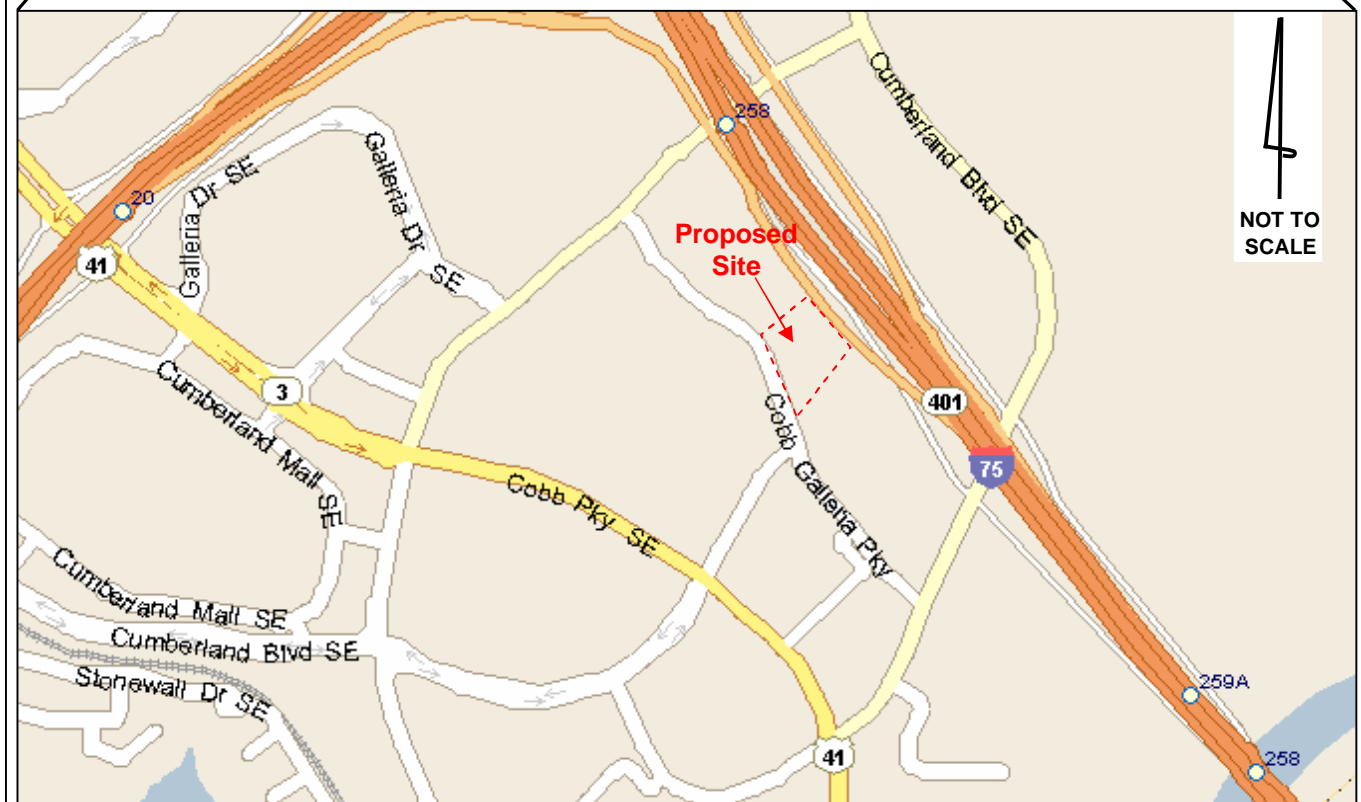 258
Cumberland Blvd SE
NOT TO
SCALE
20
Galleria Dr SE
Galleria Dr SE
Proposed
Site
41
Galleria
3
401
75
Cumberland Mall SE
Cobb Galleria Pky
Cobb Pky SE
Cumberland Mall SE
Cumberland Blvd SE
Stonewall Dr SE
259A
41
258